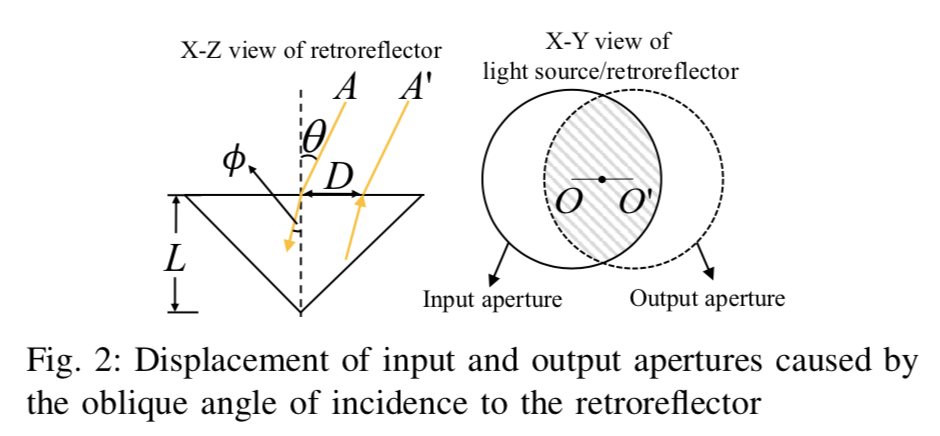 X-Z view of retroreflector
A
A'
θ
ϕ
D
L
X-Y view of
light source/retroreflector
O
O'
Input aperture
Output aperture
Fig. 2: Displacement of input and output apertures caused by
the oblique angle of incidence to the retroreflector